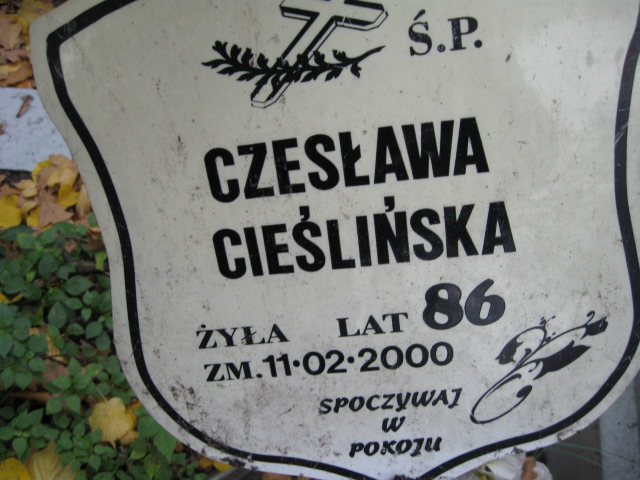 Ś.P.
CZESŁAWA
CIEŚLIŃSKA
ŻYŁA LAT 86
ZM. 11·02·2000
SPOCZYWAJ
W
POKOJU